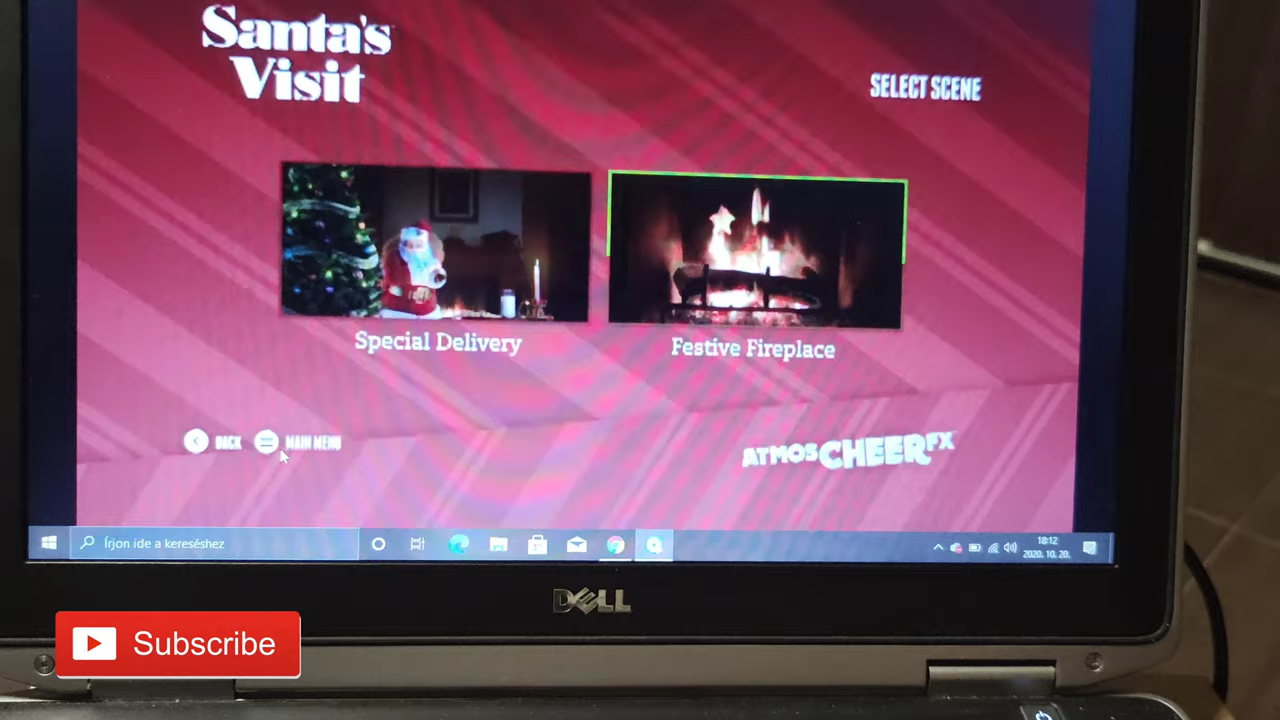 Santa's
Visit
SELECT SCENE
Special Delivery
Festive Fireplace
BACK
MAIN MENU
ATMOSCHEERFX
Írjon ide a kereséshez
18:12
2020. 10. 20.
DELL
Subscribe